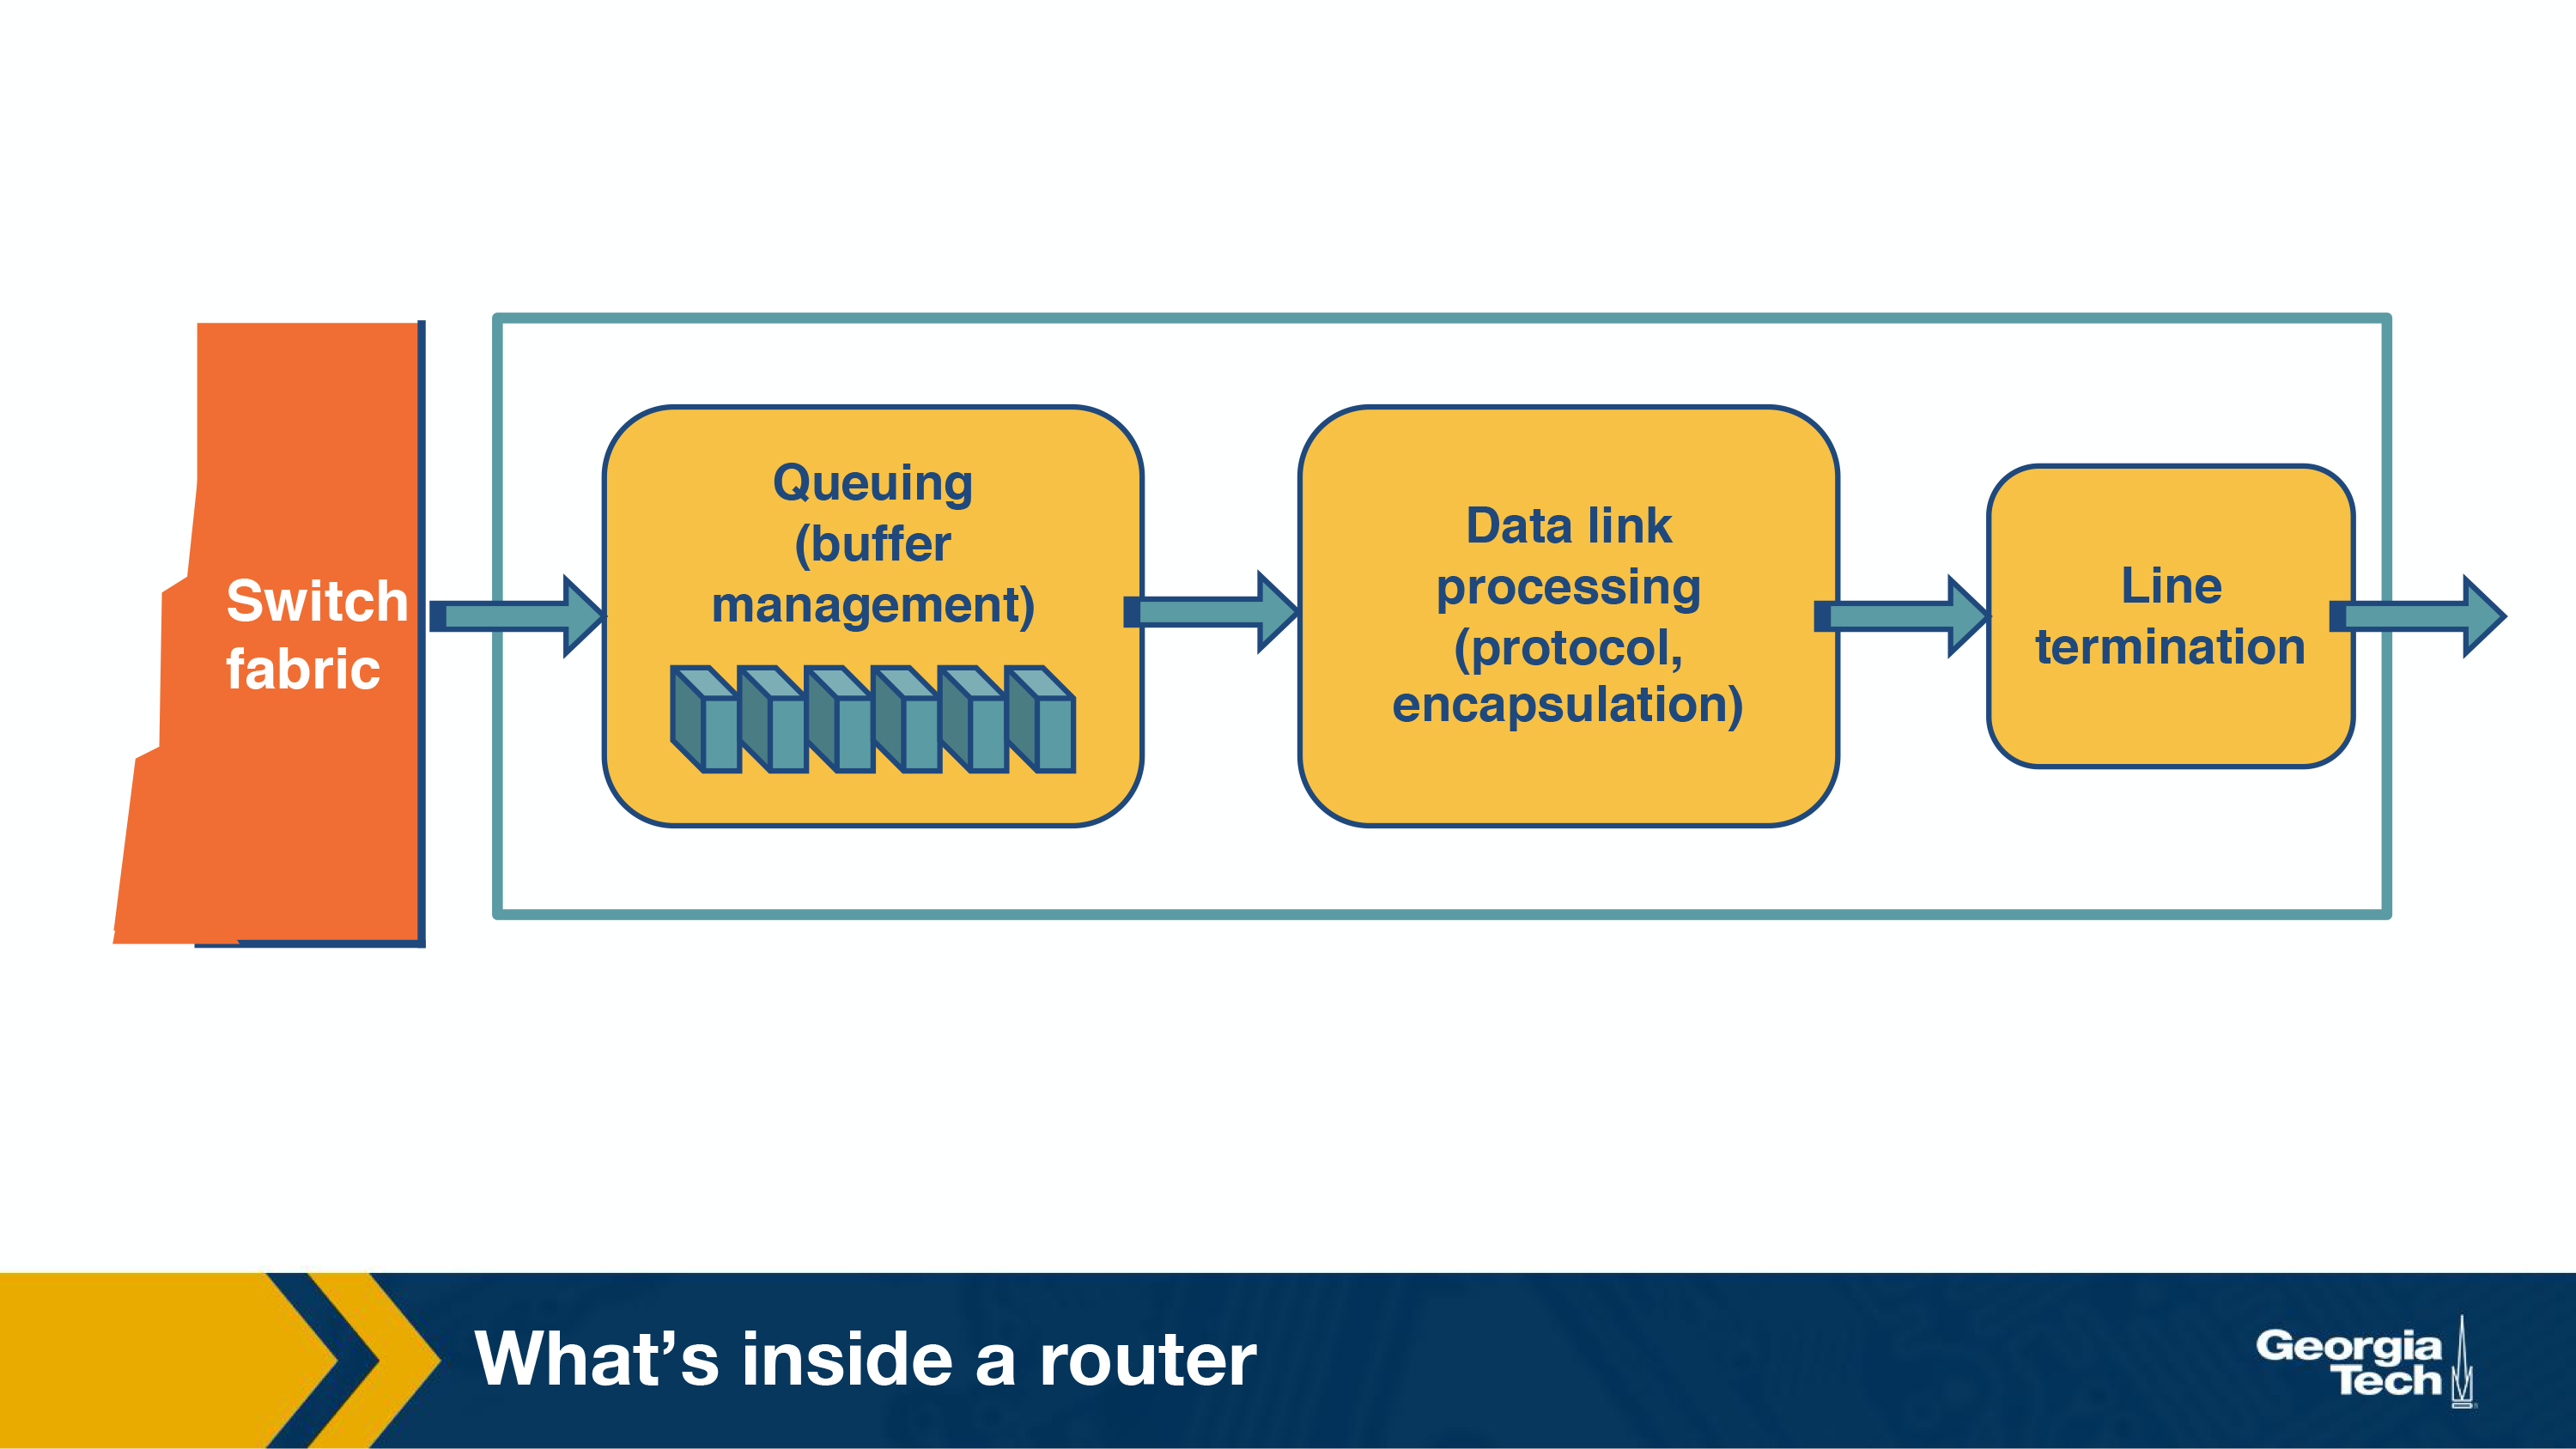 Switch
fabric
Queuing
(buffer
management)
Data link
processing
(protocol,
encapsulation)
Line
termination
What’s inside a router
Georgia
Tech